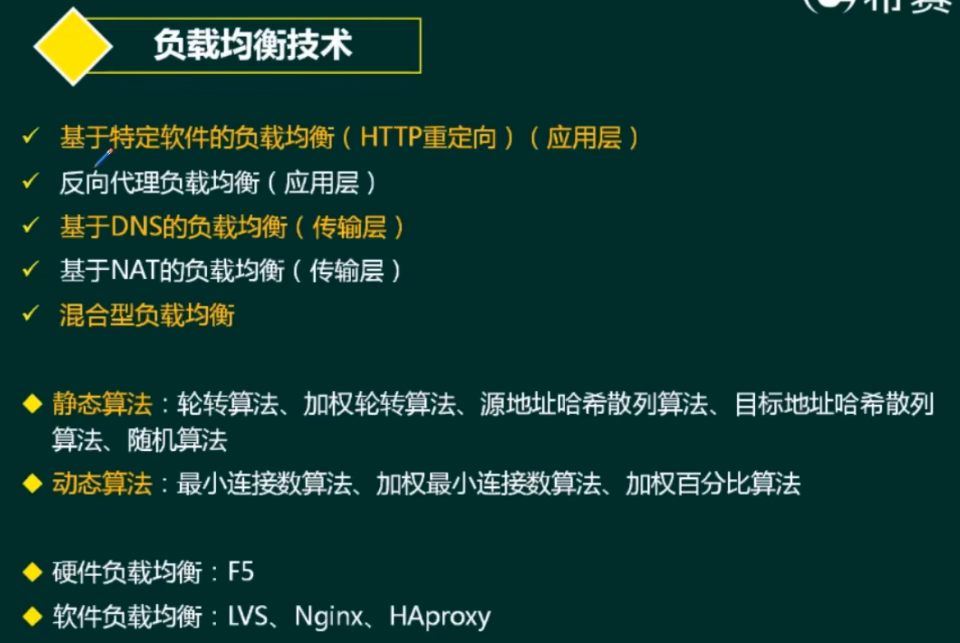 负载均衡技术
基于特定软件的负载均衡（HTTP重定向）（应用层）
反向代理负载均衡（应用层）
基于DNS的负载均衡（传输层）
基于NAT的负载均衡（传输层）
混合型负载均衡
静态算法：轮转算法、加权轮转算法、源地址哈希散列算法、目标地址哈希散列
算法、随机算法
动态算法：最小连接数算法、加权最小连接数算法、加权百分比算法
硬件负载均衡：F5
软件负载均衡：LVS、Nginx、HAproxy